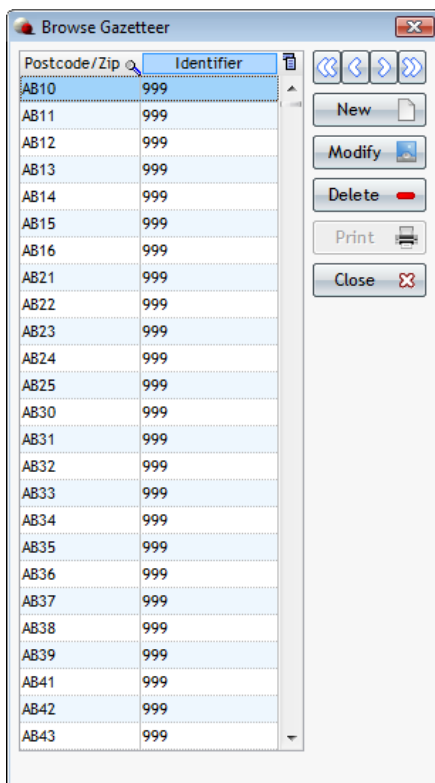 Browse Gazetteer
Postcode/Zip Identifier
AB10 999
New
AB11 999
AB12 999
Modify
AB13 999
AB14 999
Delete
AB15 999
AB16 999
Print
AB21 999
Close
AB22 999
AB23 999
AB24 999
AB25 999
AB30 999
AB31 999
AB32 999
AB33 999
AB34 999
AB35 999
AB36 999
AB37 999
AB38 999
AB39 999
AB41 999
AB42 999
AB43 999